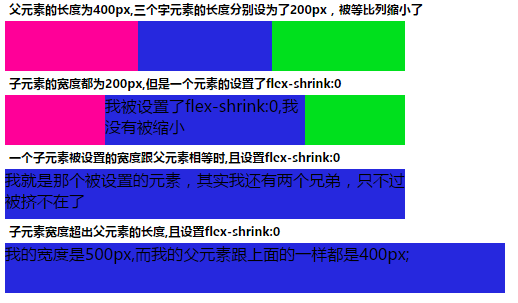 父元素的长度为400px,三个字元素的长度分别设为了200px，被等比列缩小了
子元素的宽度都为200px,但是一个元素的设置了flex-shrink:0
我被设置了flex-shrink:0,我
没有被缩小
一个子元素被设置的宽度跟父元素相等时,且设置flex-shrink:0
我就是那个被设置的元素，其实我还有两个兄弟，只不过
被挤不在了
子元素宽度超出父元素的长度,且设置flex-shrink:0
我的宽度是500px,而我的父元素跟上面的一样都是400px;